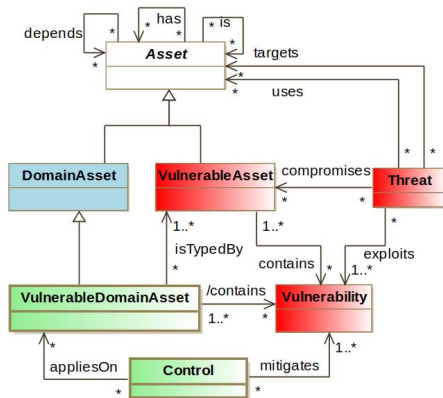 has
is
depends
*
*
*
*
*
*
Asset
targets
*
uses
*
DomainAsset
VulnerableAsset
compromises
*
*
Threat
*
*
*
1..*
1..*
isTypedBy
contains
exploits
*
*
1..*
VulnerableDomainAsset
/contains
1..*
*
Vulnerability
*
1..*
appliesOn
mitigates
*
*
Control